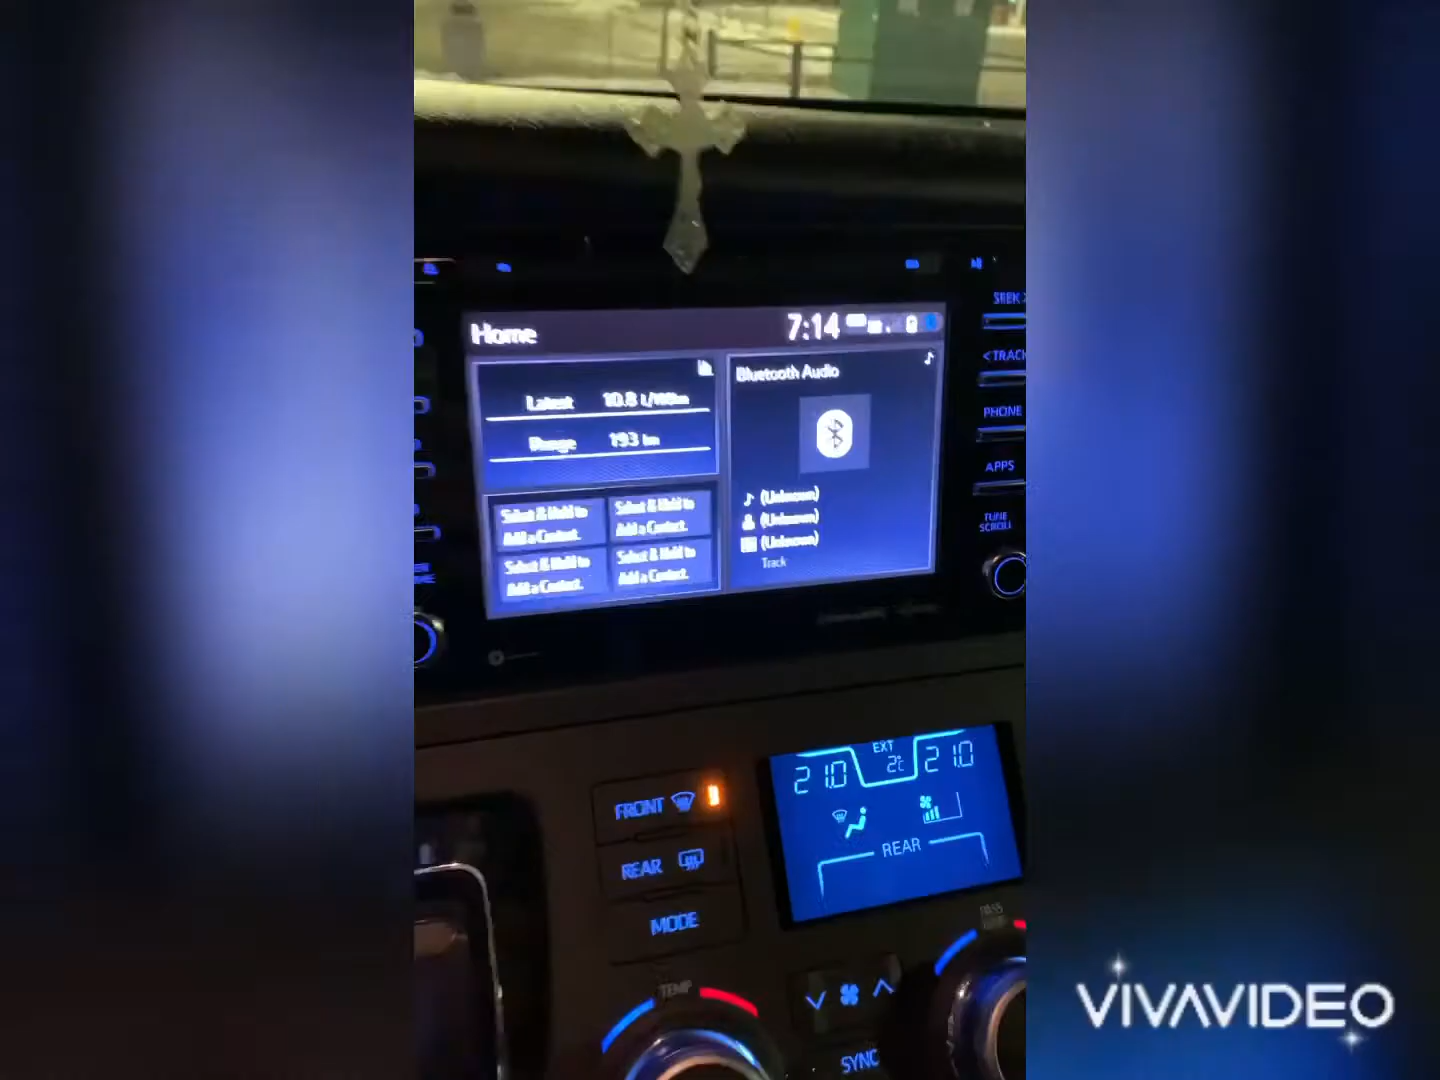 Home
7:14
Latest 10.8 L/100km
Range 193 km
Select & Hold to
Add a Contact.
Select & Hold to
Add a Contact.
Select & Hold to
Add a Contact.
Select & Hold to
Add a Contact.
Bluetooth Audio
(Unknown)
(Unknown)
(Unknown)
Track
SEEK >
< TRACK
PHONE
APPS
TUNE
SCROLL
21.0
EXT
2°C
21.0
REAR
FRONT
REAR
MODE
TEMP
SYNC
VIVAVIDEO